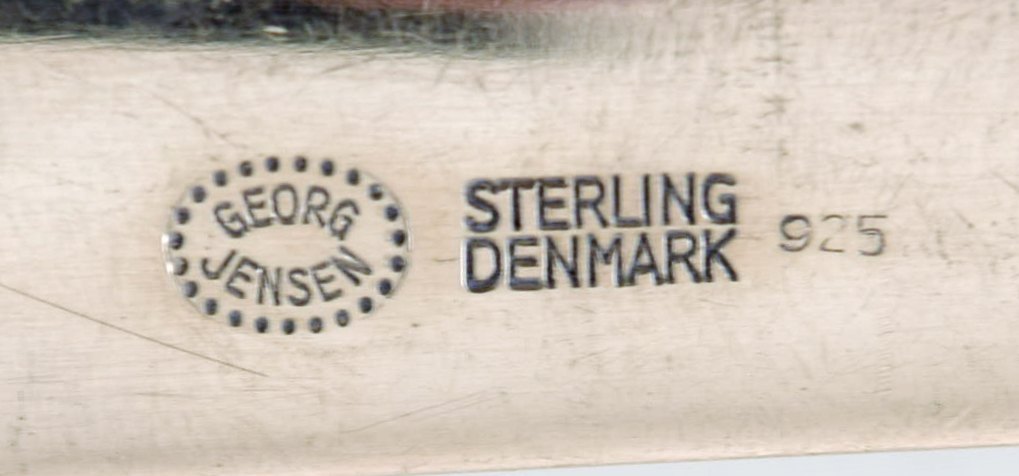 GEORG
JENSEN
STERLING
DENMARK
925